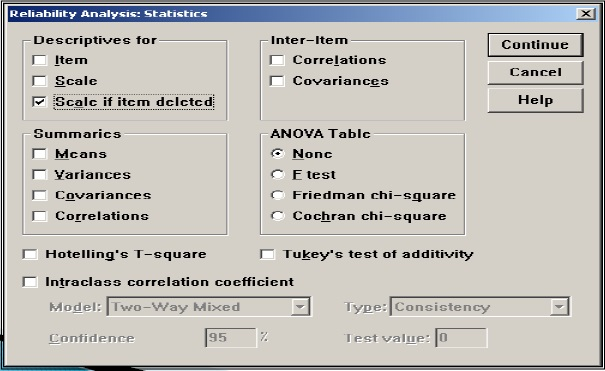 Reliability Analysis: Statistics
Descriptives for
Item
Scale
Scale if item deleted
Inter-Item
Correlations
Covariances
Continue
Cancel
Help
Summaries
Means
Variances
Covariances
Correlations
ANOVA Table
None
F test
Friedman chi-square
Cochran chi-square
Hotelling's T-square
Tukey's test of additivity
Intraclass correlation coefficient
Model: Two-Way Mixed
Type: Consistency
Confidence 95 %
Test value: 0